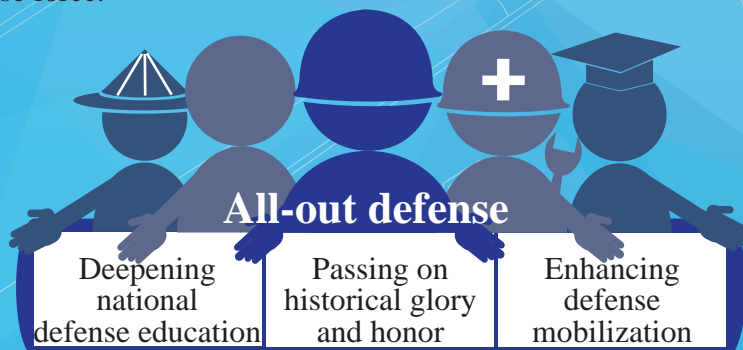 All-out defense
Deepening
national
defense education
Passing on
historical glory
and honor
Enhancing
defense
mobilization